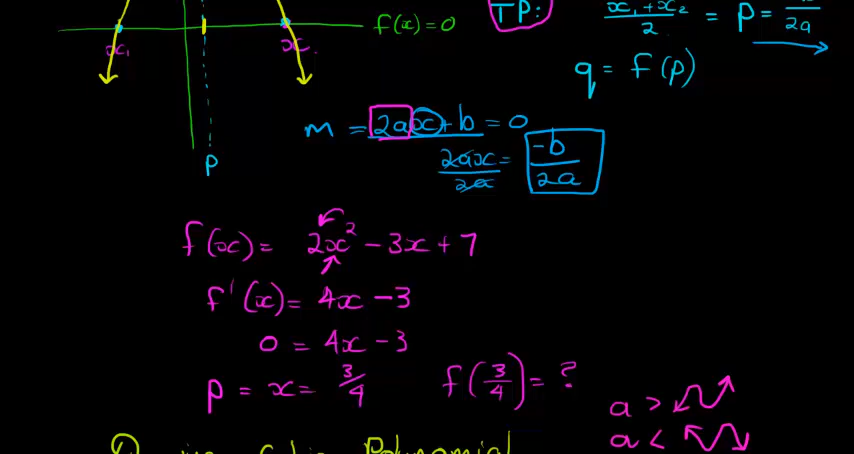 TP: x₁ + x₂ / 2 = p = / 2a
f(x) = 0
x₁ x
q = f(p)
m = 2ax + b = 0
p
2ax / 2a = -b / 2a
f(x) = 2x² - 3x + 7
f'(x) = 4x - 3
0 = 4x - 3
p = x = 3/4 f(3/4) = ?
a >
a <
Cubic Polynomial